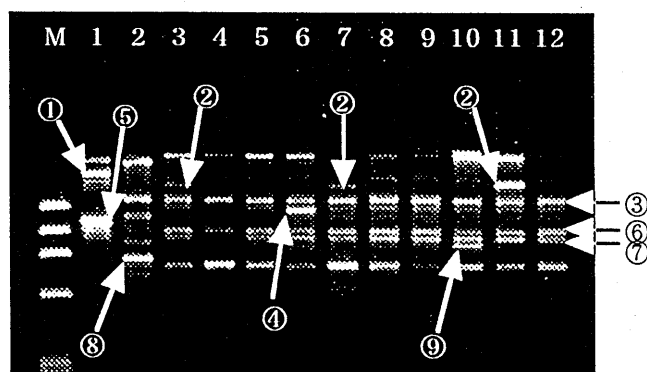 M 1 2 3 4 5 6 7 8 9 10 11 12
① ⑤ ② ② ②
③
⑥
⑦
⑧ ④ ⑨